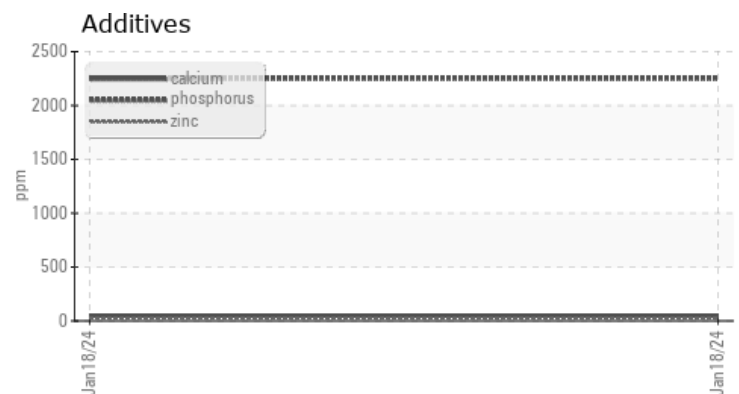 Additives
2500
2000
1500
1000
500
0
ppm
calcium
phosphorus
zinc
Jan18/24
Jan18/24